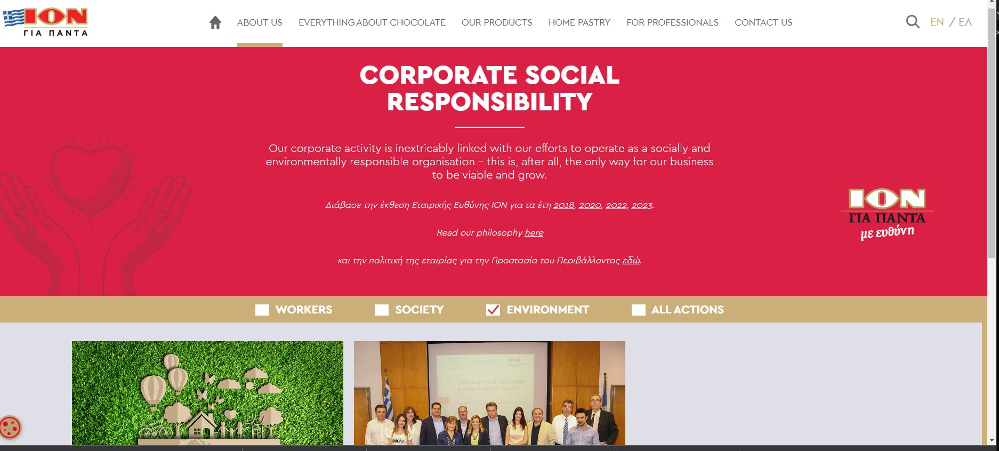 ION
ΓΙΑ ΠΑΝΤΑ
ABOUT US
EVERYTHING ABOUT CHOCOLATE
OUR PRODUCTS
HOME PASTRY
FOR PROFESSIONALS
CONTACT US
EN / ΕΛ
CORPORATE SOCIAL
RESPONSIBILITY
Our corporate activity is inextricably linked with our efforts to operate as a socially and
environmentally responsible organisation – this is, after all, the only way for our business
to be viable and grow.
Διάβασε την έκθεση Εταιρικής Ευθύνης ΙΟΝ για τα έτη 2018, 2020, 2022, 2023.
Read our philosophy here
και την πολιτική της εταιρίας για την Προστασία του Περιβάλλοντος εδώ.
ION
ΓΙΑ ΠΑΝΤΑ
με ευθύνη
WORKERS
SOCIETY
ENVIRONMENT
ALL ACTIONS
Bioeconomy and Sustainability
Business Models for Growth